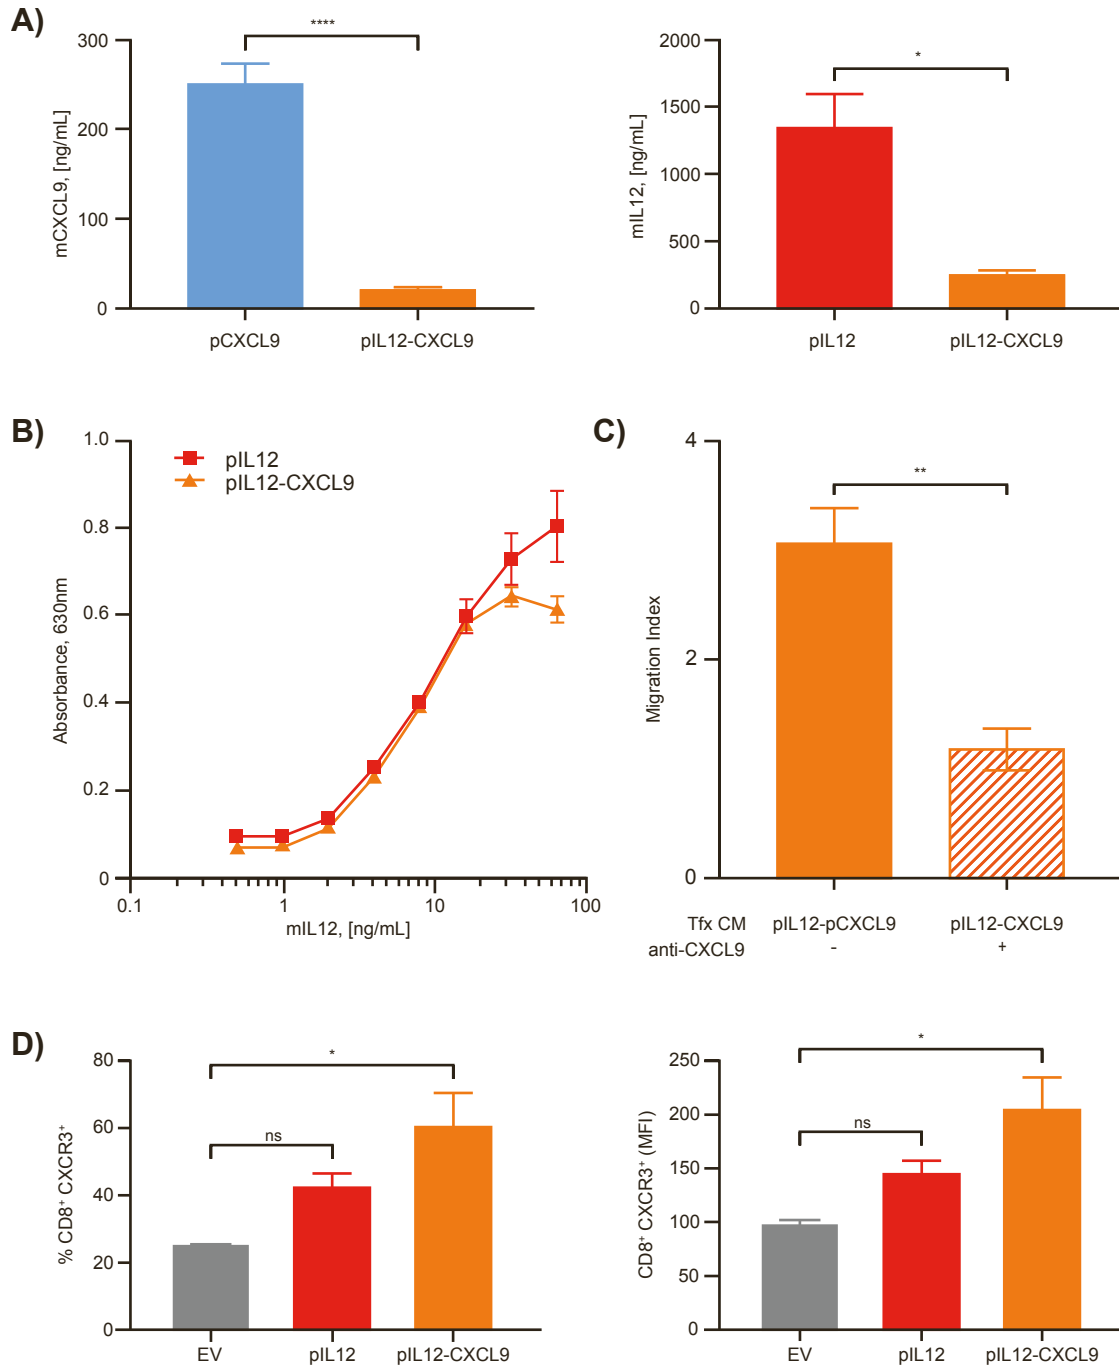 A)
300
200
100
0
mCXCL9, [ng/mL]
****
pCXCL9
pIL12-CXCL9
2000
1500
1000
500
0
mIL12, [ng/mL]
*
pIL12
pIL12-CXCL9
B)
1.0
0.8
0.6
0.4
0.2
0
Absorbance, 630nm
pIL12
pIL12-CXCL9
0.1
1
10
100
mIL12, [ng/mL]
C)
4
2
0
Migration Index
**
Tfx CM
pIL12-pCXCL9
pIL12-CXCL9
anti-CXCL9
-
+
D)
80
60
40
20
0
% CD8⁺ CXCR3⁺
*
ns
EV
pIL12
pIL12-CXCL9
250
200
150
100
50
0
CD8⁺ CXCR3⁺ (MFI)
*
ns
EV
pIL12
pIL12-CXCL9